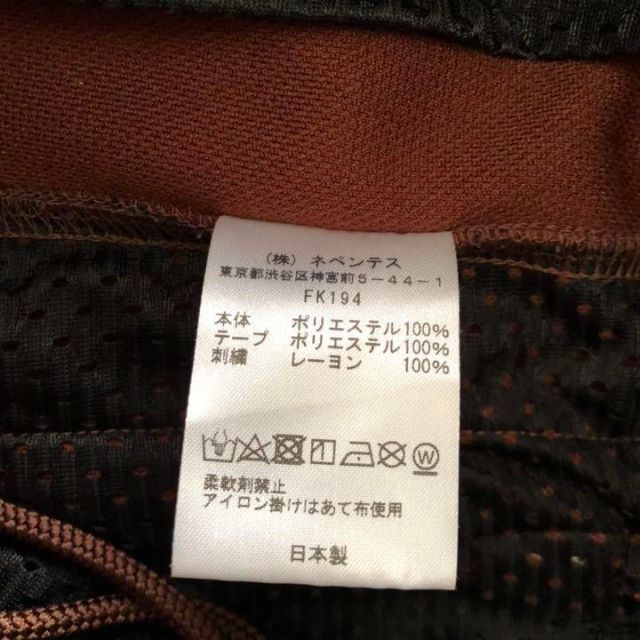 （株）ネペンテス
東京都渋谷区神宮前５－４４－１
FK194
本体 ポリエステル100%
テープ ポリエステル100%
刺繍 レーヨン 100%
柔軟剤禁止
アイロン掛けはあて布使用
日本製